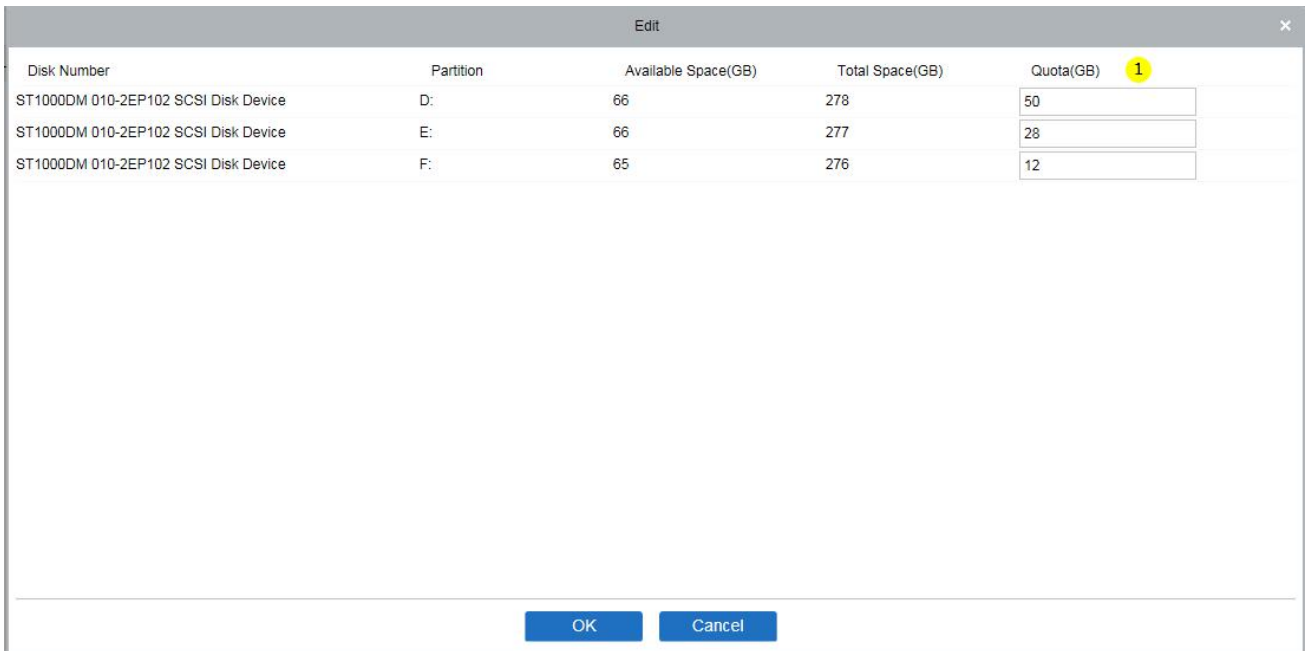 Edit ×
Disk Number Partition Available Space(GB) Total Space(GB) Quota(GB) 1
ST1000DM 010-2EP102 SCSI Disk Device D: 66 278 50
ST1000DM 010-2EP102 SCSI Disk Device E: 66 277 28
ST1000DM 010-2EP102 SCSI Disk Device F: 65 276 12
OK Cancel